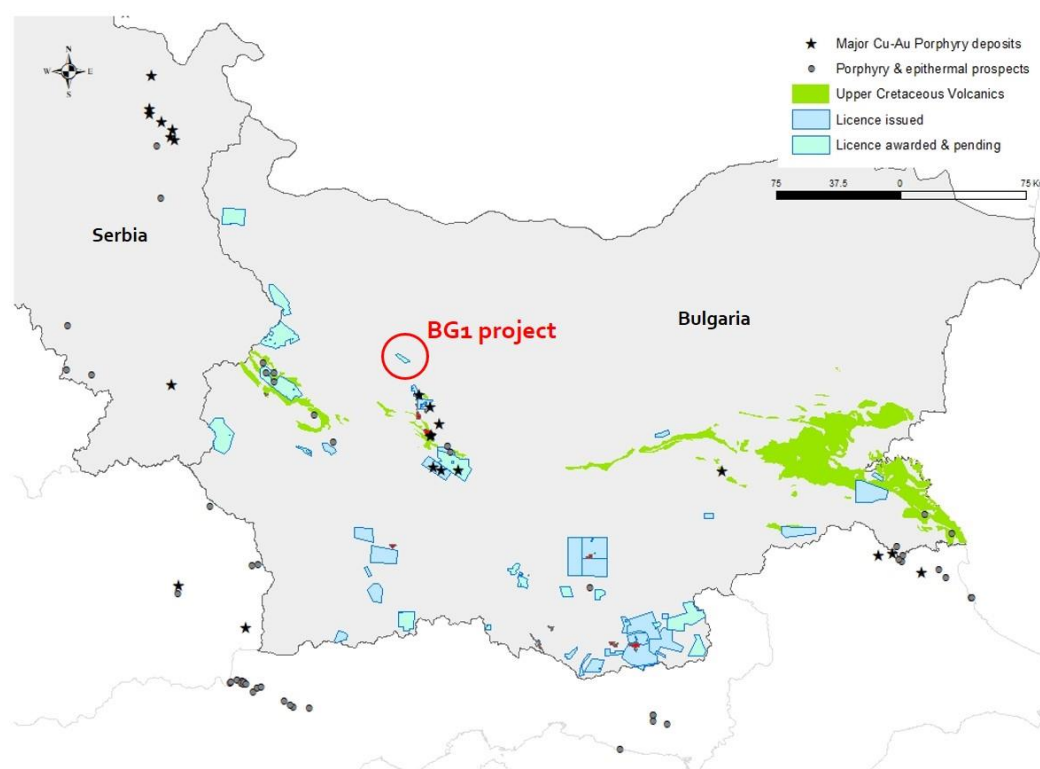 N
W E
S
Major Cu-Au Porphyry deposits
Porphyry & epithermal prospects
Upper Cretaceous Volcanics
Licence issued
Licence awarded & pending
75 37.5 0 75 K
Serbia
Bulgaria
BG1 project